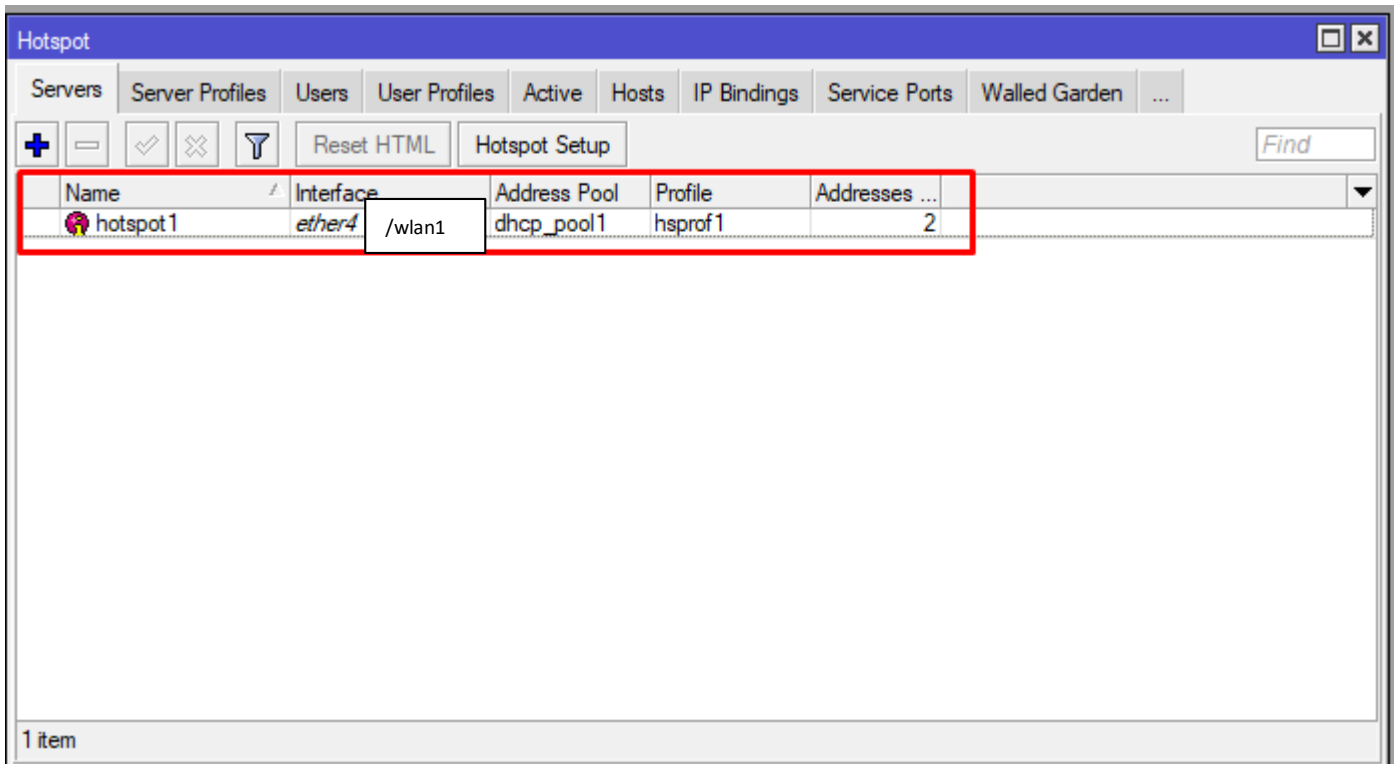 Hotspot
Servers Server Profiles Users User Profiles Active Hosts IP Bindings Service Ports Walled Garden ...
Reset HTML Hotspot Setup Find
Name Interface Address Pool Profile Addresses ...
hotspot1 ether4 /wlan1 dhcp_pool1 hsprof1 2
1 item